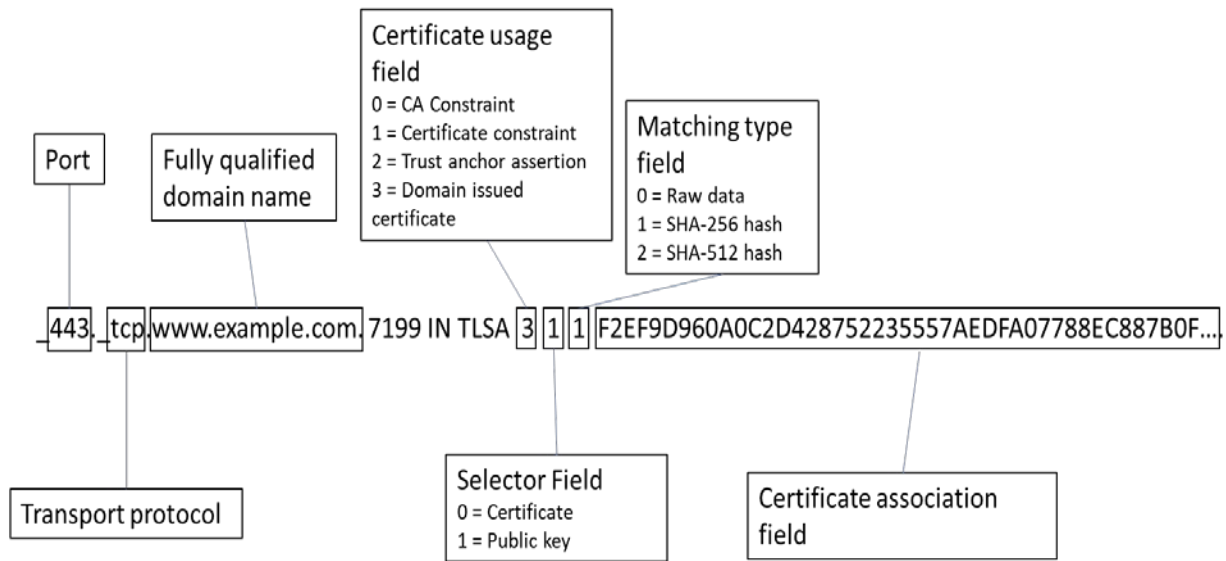 Certificate usage
field
0 = CA Constraint
1 = Certificate constraint
2 = Trust anchor assertion
3 = Domain issued
certificate
Matching type
field
0 = Raw data
1 = SHA-256 hash
2 = SHA-512 hash
Port
Fully qualified
domain name
_443._tcp.www.example.com. 7199 IN TLSA 3 1 1 F2EF9D960A0C2D428752235557AEDFA07788EC887B0F....
Transport protocol
Selector Field
0 = Certificate
1 = Public key
Certificate association
field